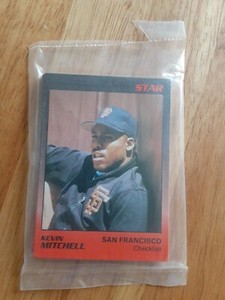 STAR
KEVIN
MITCHELL
SAN FRANCISCO
Checklist